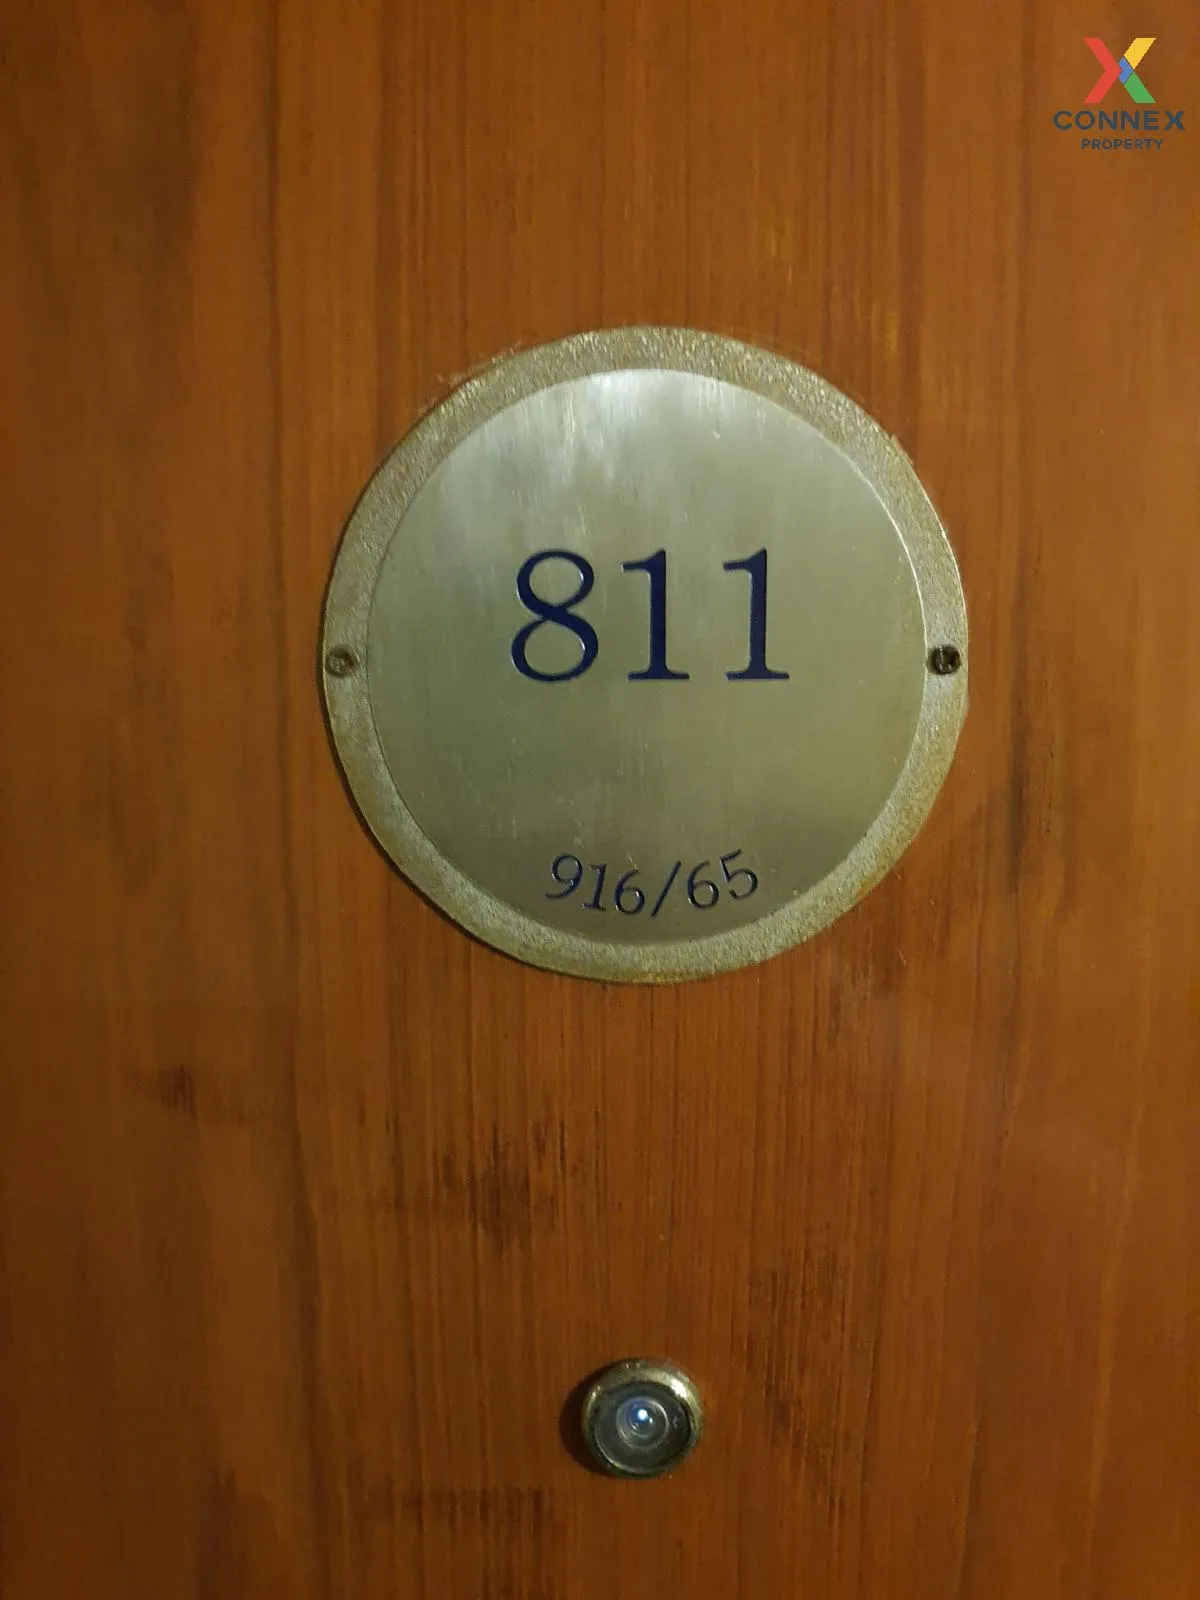 CONNEX
PROPERTY
811
916/65